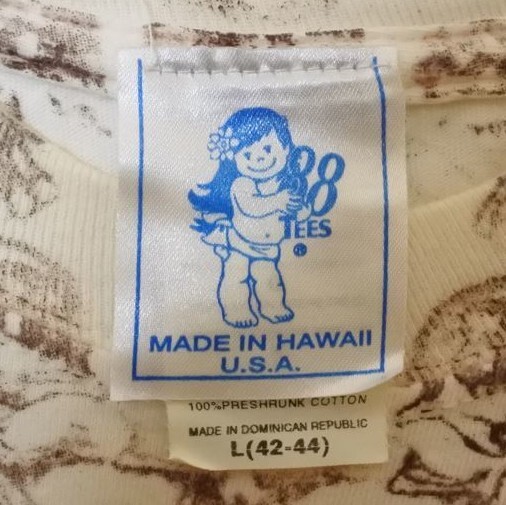 88
TEES
®
MADE IN HAWAII
U.S.A.
100% PRESHRUNK COTTON
MADE IN DOMINICAN REPUBLIC
L(42-44)